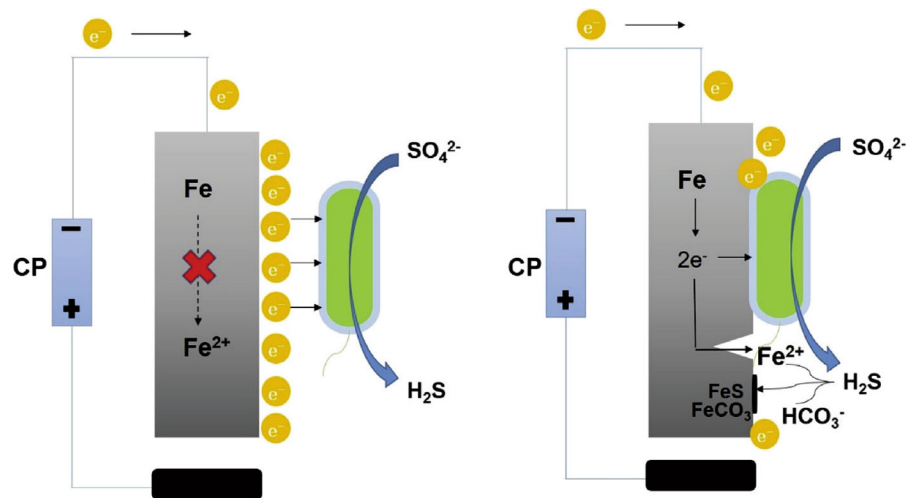 e⁻
e⁻
e⁻
e⁻
e⁻
e⁻
e⁻
e⁻
e⁻
e⁻
Fe
Fe²⁺
−
CP
+
SO₄²⁻
H₂S
e⁻
e⁻
e⁻
e⁻
Fe
2e⁻
Fe²⁺
FeS
FeCO₃
HCO₃⁻
e⁻
−
CP
+
SO₄²⁻
H₂S